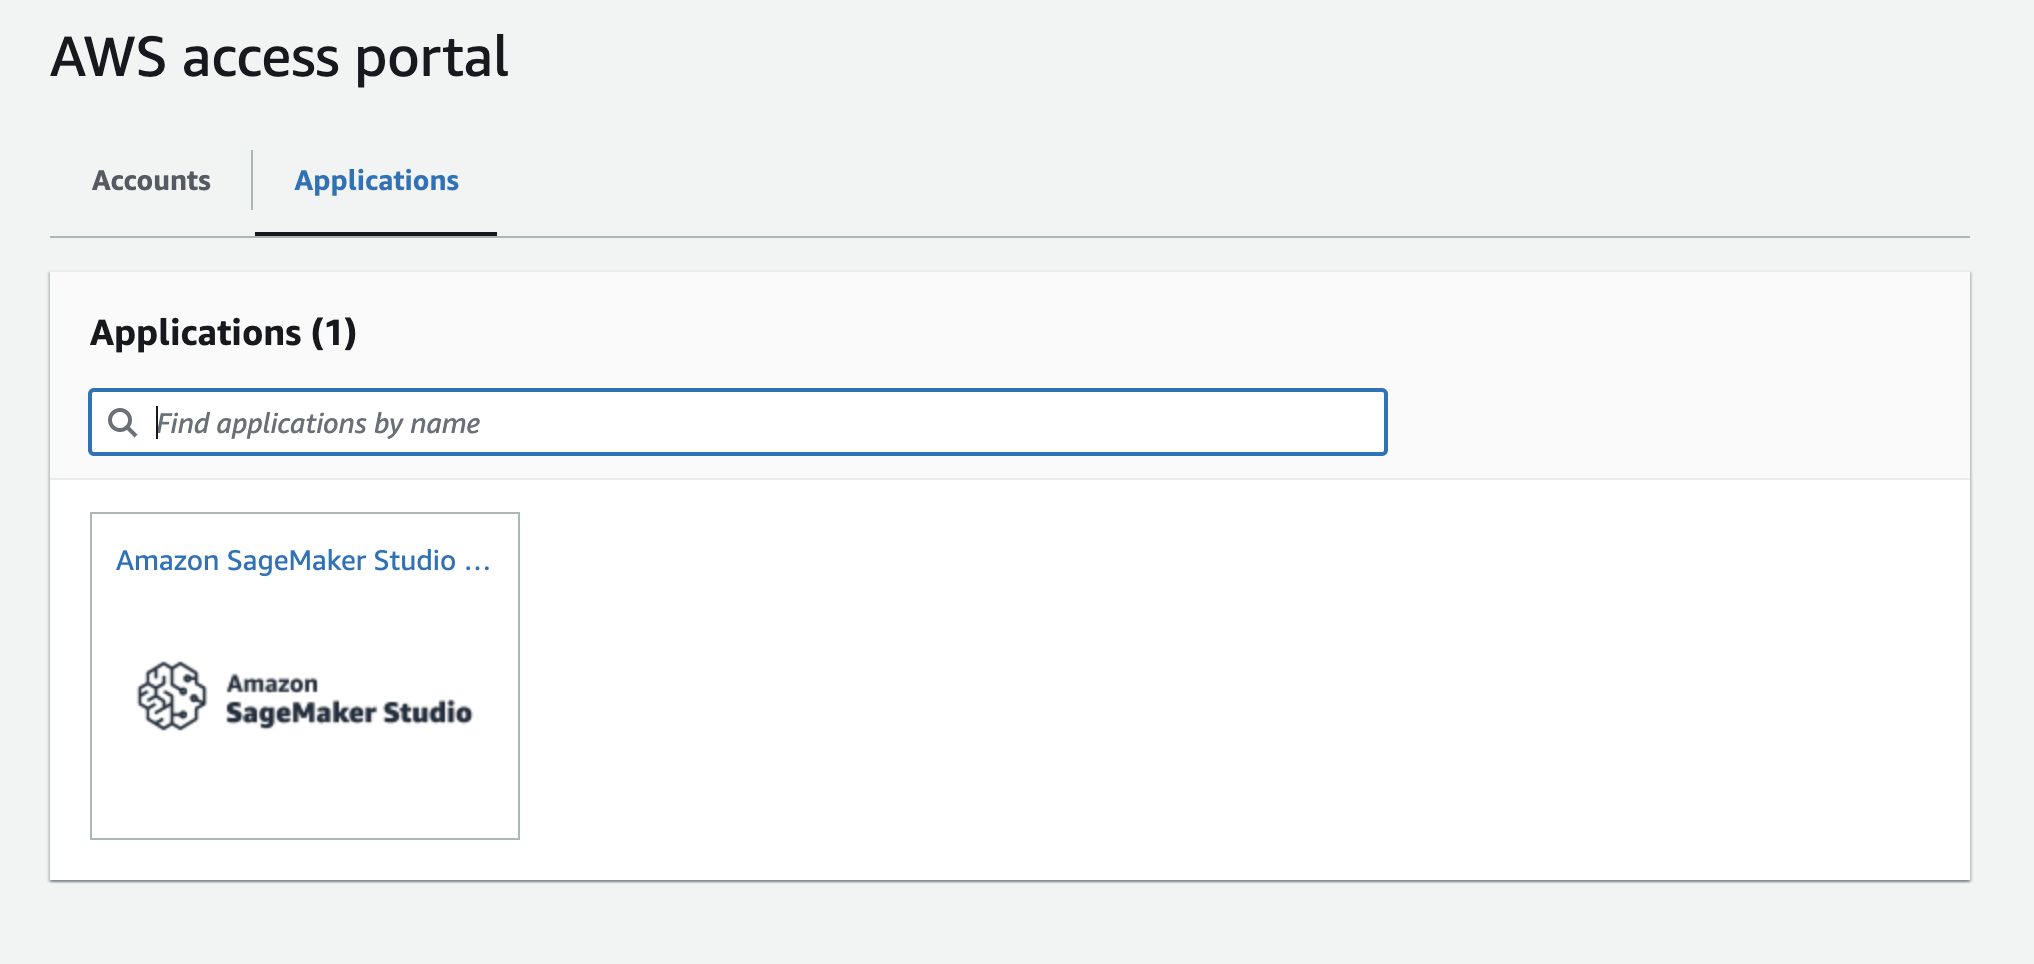 AWS access portal
Accounts
Applications
Applications (1)
Find applications by name
Amazon SageMaker Studio ...
Amazon
SageMaker Studio